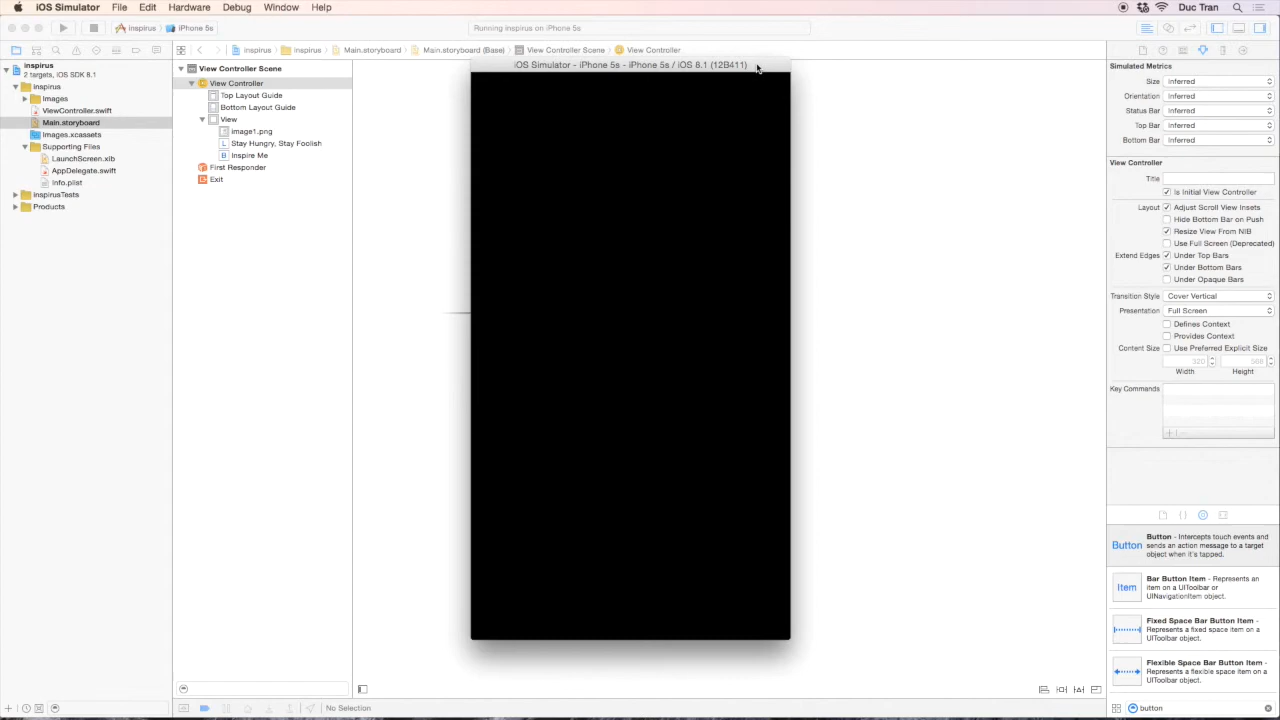 iOS Simulator File Edit Hardware Debug Window Help Duc Tran
inspirus iPhone 5s Running inspirus on iPhone 5s
inspirus inspirus Main.storyboard Main.storyboard (Base) View Controller Scene View Controller
inspirus
2 targets, iOS SDK 8.1
inspirus
Images
ViewController.swift
Main.storyboard
Images.xcassets
Supporting Files
LaunchScreen.xib
AppDelegate.swift
Info.plist
inspirusTests
Products
View Controller Scene
View Controller
Top Layout Guide
Bottom Layout Guide
View
image1.png
L Stay Hungry, Stay Foolish
B Inspire Me
First Responder
Exit
iOS Simulator - iPhone 5s - iPhone 5s / iOS 8.1 (12B411)
Simulated Metrics
Size Inferred
Orientation Inferred
Status Bar Inferred
Top Bar Inferred
Bottom Bar Inferred
View Controller
Title
Is Initial View Controller
Layout Adjust Scroll View Insets
Hide Bottom Bar on Push
Resize View From NIB
Use Full Screen (Deprecated)
Extend Edges Under Top Bars
Under Bottom Bars
Under Opaque Bars
Transition Style Cover Vertical
Presentation Full Screen
Defines Context
Provides Context
Content Size Use Preferred Explicit Size
320 568
Width Height
Key Commands
Button Button - Intercepts touch events and
sends an action message to a target
object when it's tapped.
Item Bar Button Item - Represents an
item on a UIToolbar or
UINavigationItem object.
Fixed Space Bar Button Item -
Represents a fixed space item on a
UIToolbar object.
Flexible Space Bar Button Item -
Represents a flexible space item on a
UIToolbar object.
No Selection
button